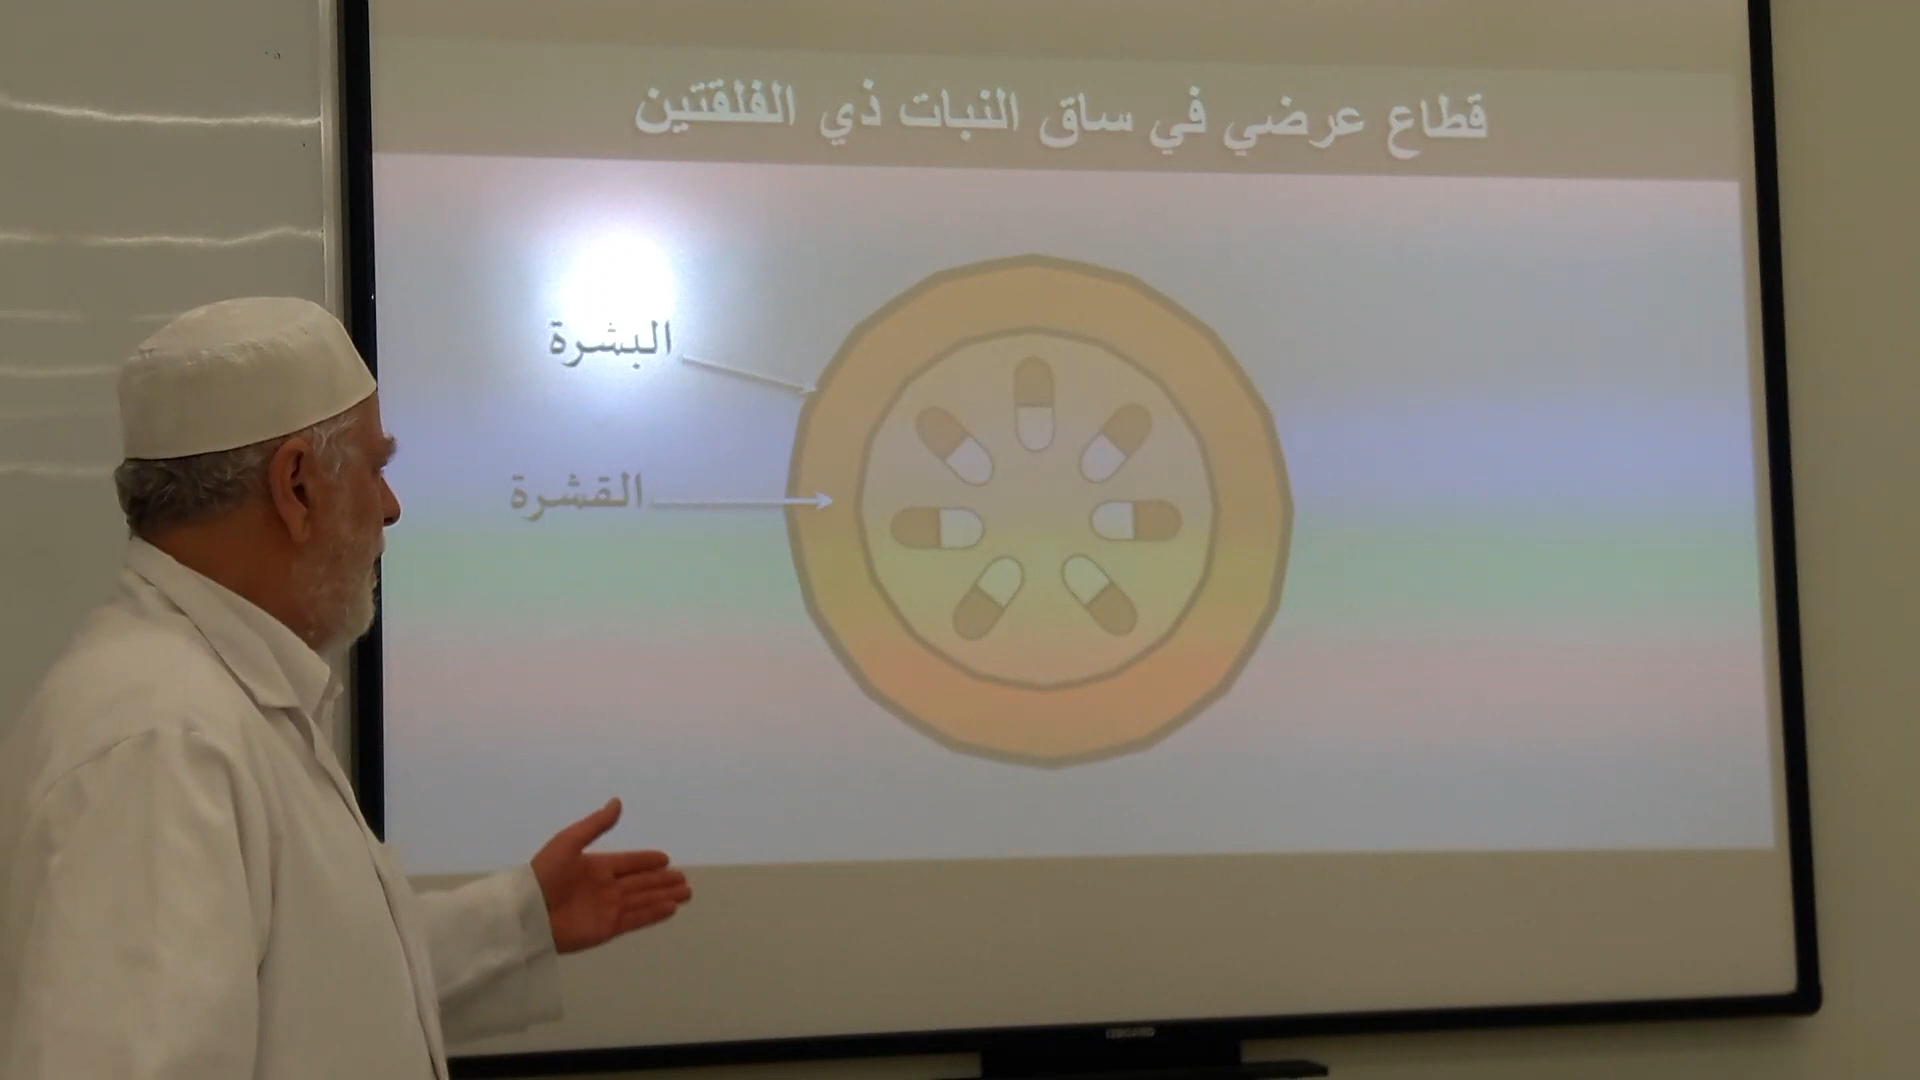 قطاع عرضي في ساق النبات ذي الفلقتين
البشرة
القشرة